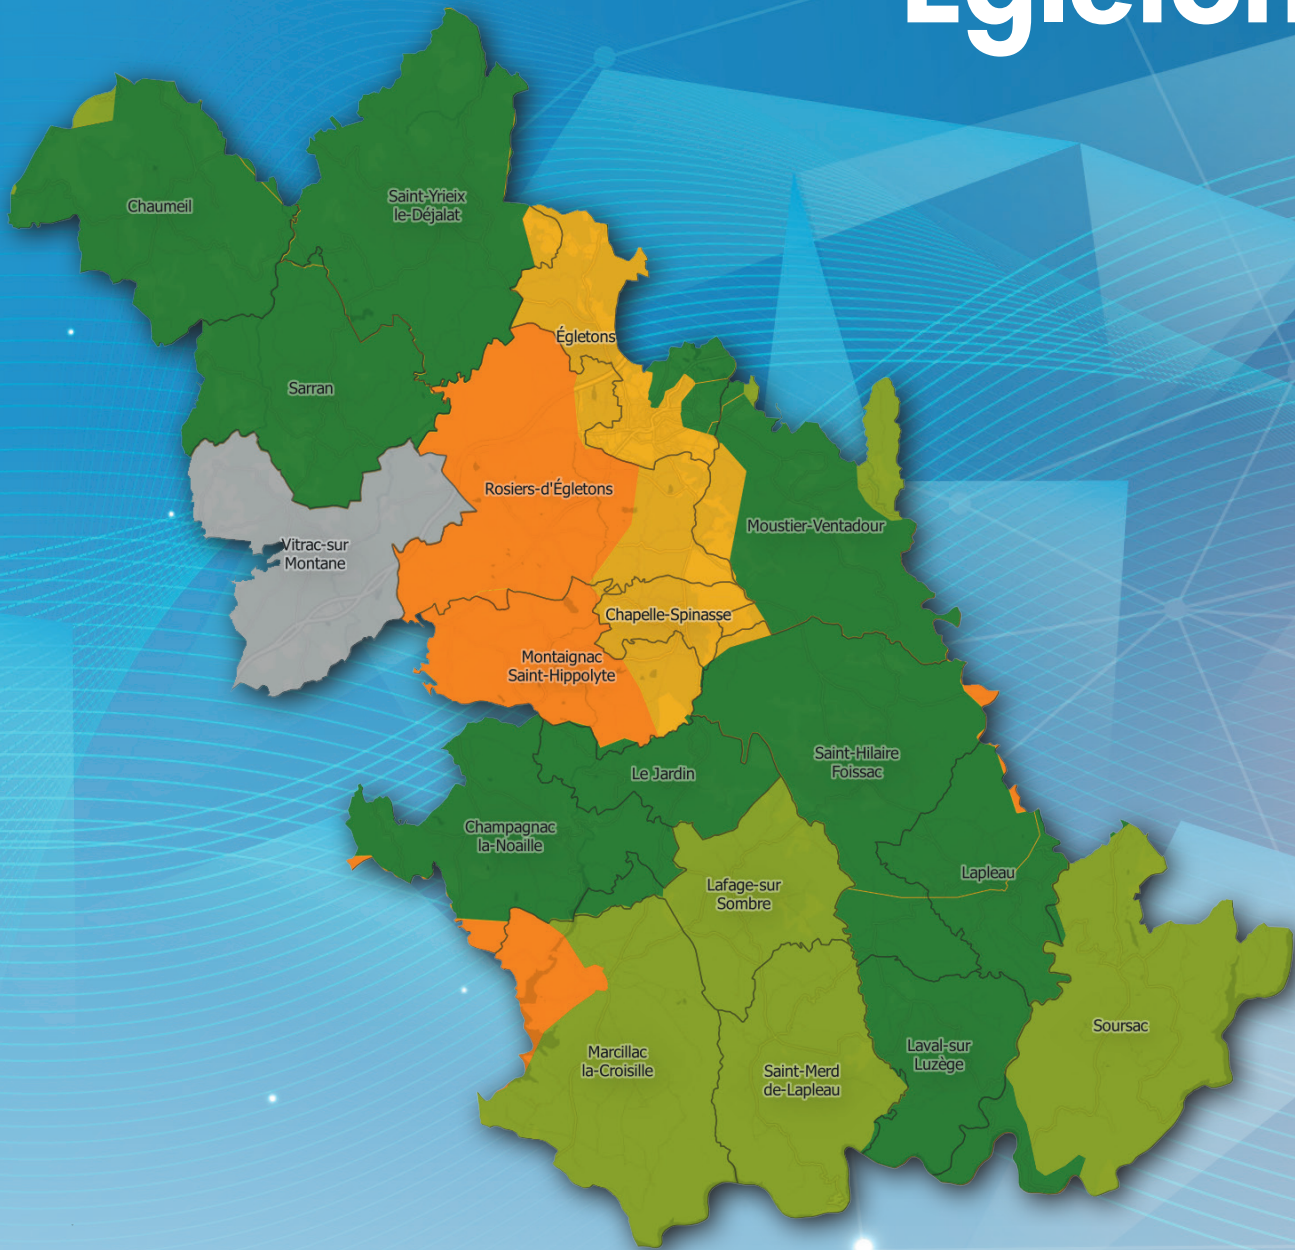 Chaumeil
Saint-Yrieix
le-Déjalat
Égletons
Sarran
Rosiers-d'Égletons
Moustier-Ventadour
Vitrac-sur
Montane
Chapelle-Spinasse
Montaignac
Saint-Hippolyte
Saint-Hilaire
Foissac
Le Jardin
Champagnac
la-Noaille
Lapleau
Lafage-sur
Sombre
Soursac
Marcillac
la-Croisille
Laval-sur
Luzège
Saint-Merd
de-Lapleau